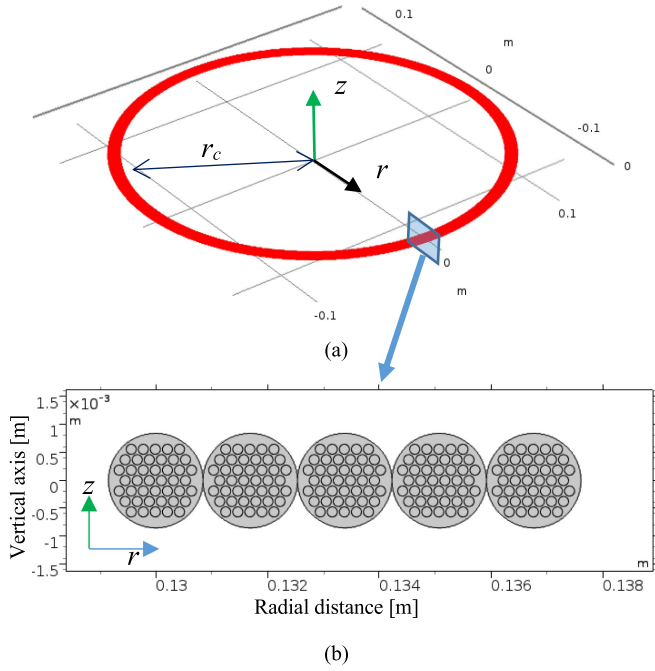 0.1
m
0
-0.1
0
z
r_c
r
0.1
0
m
-0.1
(a)
1.5
×10⁻³
m
1
0.5
0
-0.5
-1
-1.5
Vertical axis [m]
z
r
m
0.13 0.132 0.134 0.136 0.138
Radial distance [m]
(b)